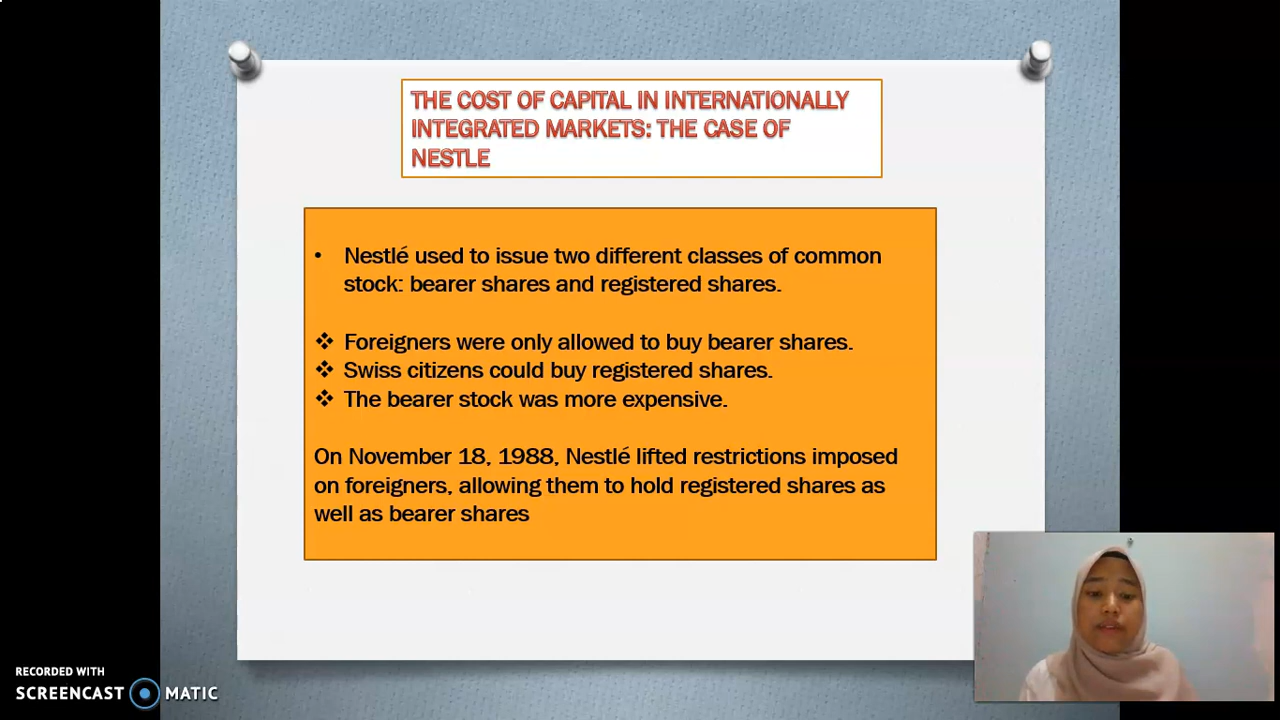 THE COST OF CAPITAL IN INTERNATIONALLY
INTEGRATED MARKETS: THE CASE OF
NESTLE
• Nestlé used to issue two different classes of common
stock: bearer shares and registered shares.
❖ Foreigners were only allowed to buy bearer shares.
❖ Swiss citizens could buy registered shares.
❖ The bearer stock was more expensive.
On November 18, 1988, Nestlé lifted restrictions imposed
on foreigners, allowing them to hold registered shares as
well as bearer shares
RECORDED WITH
SCREENCAST MATIC